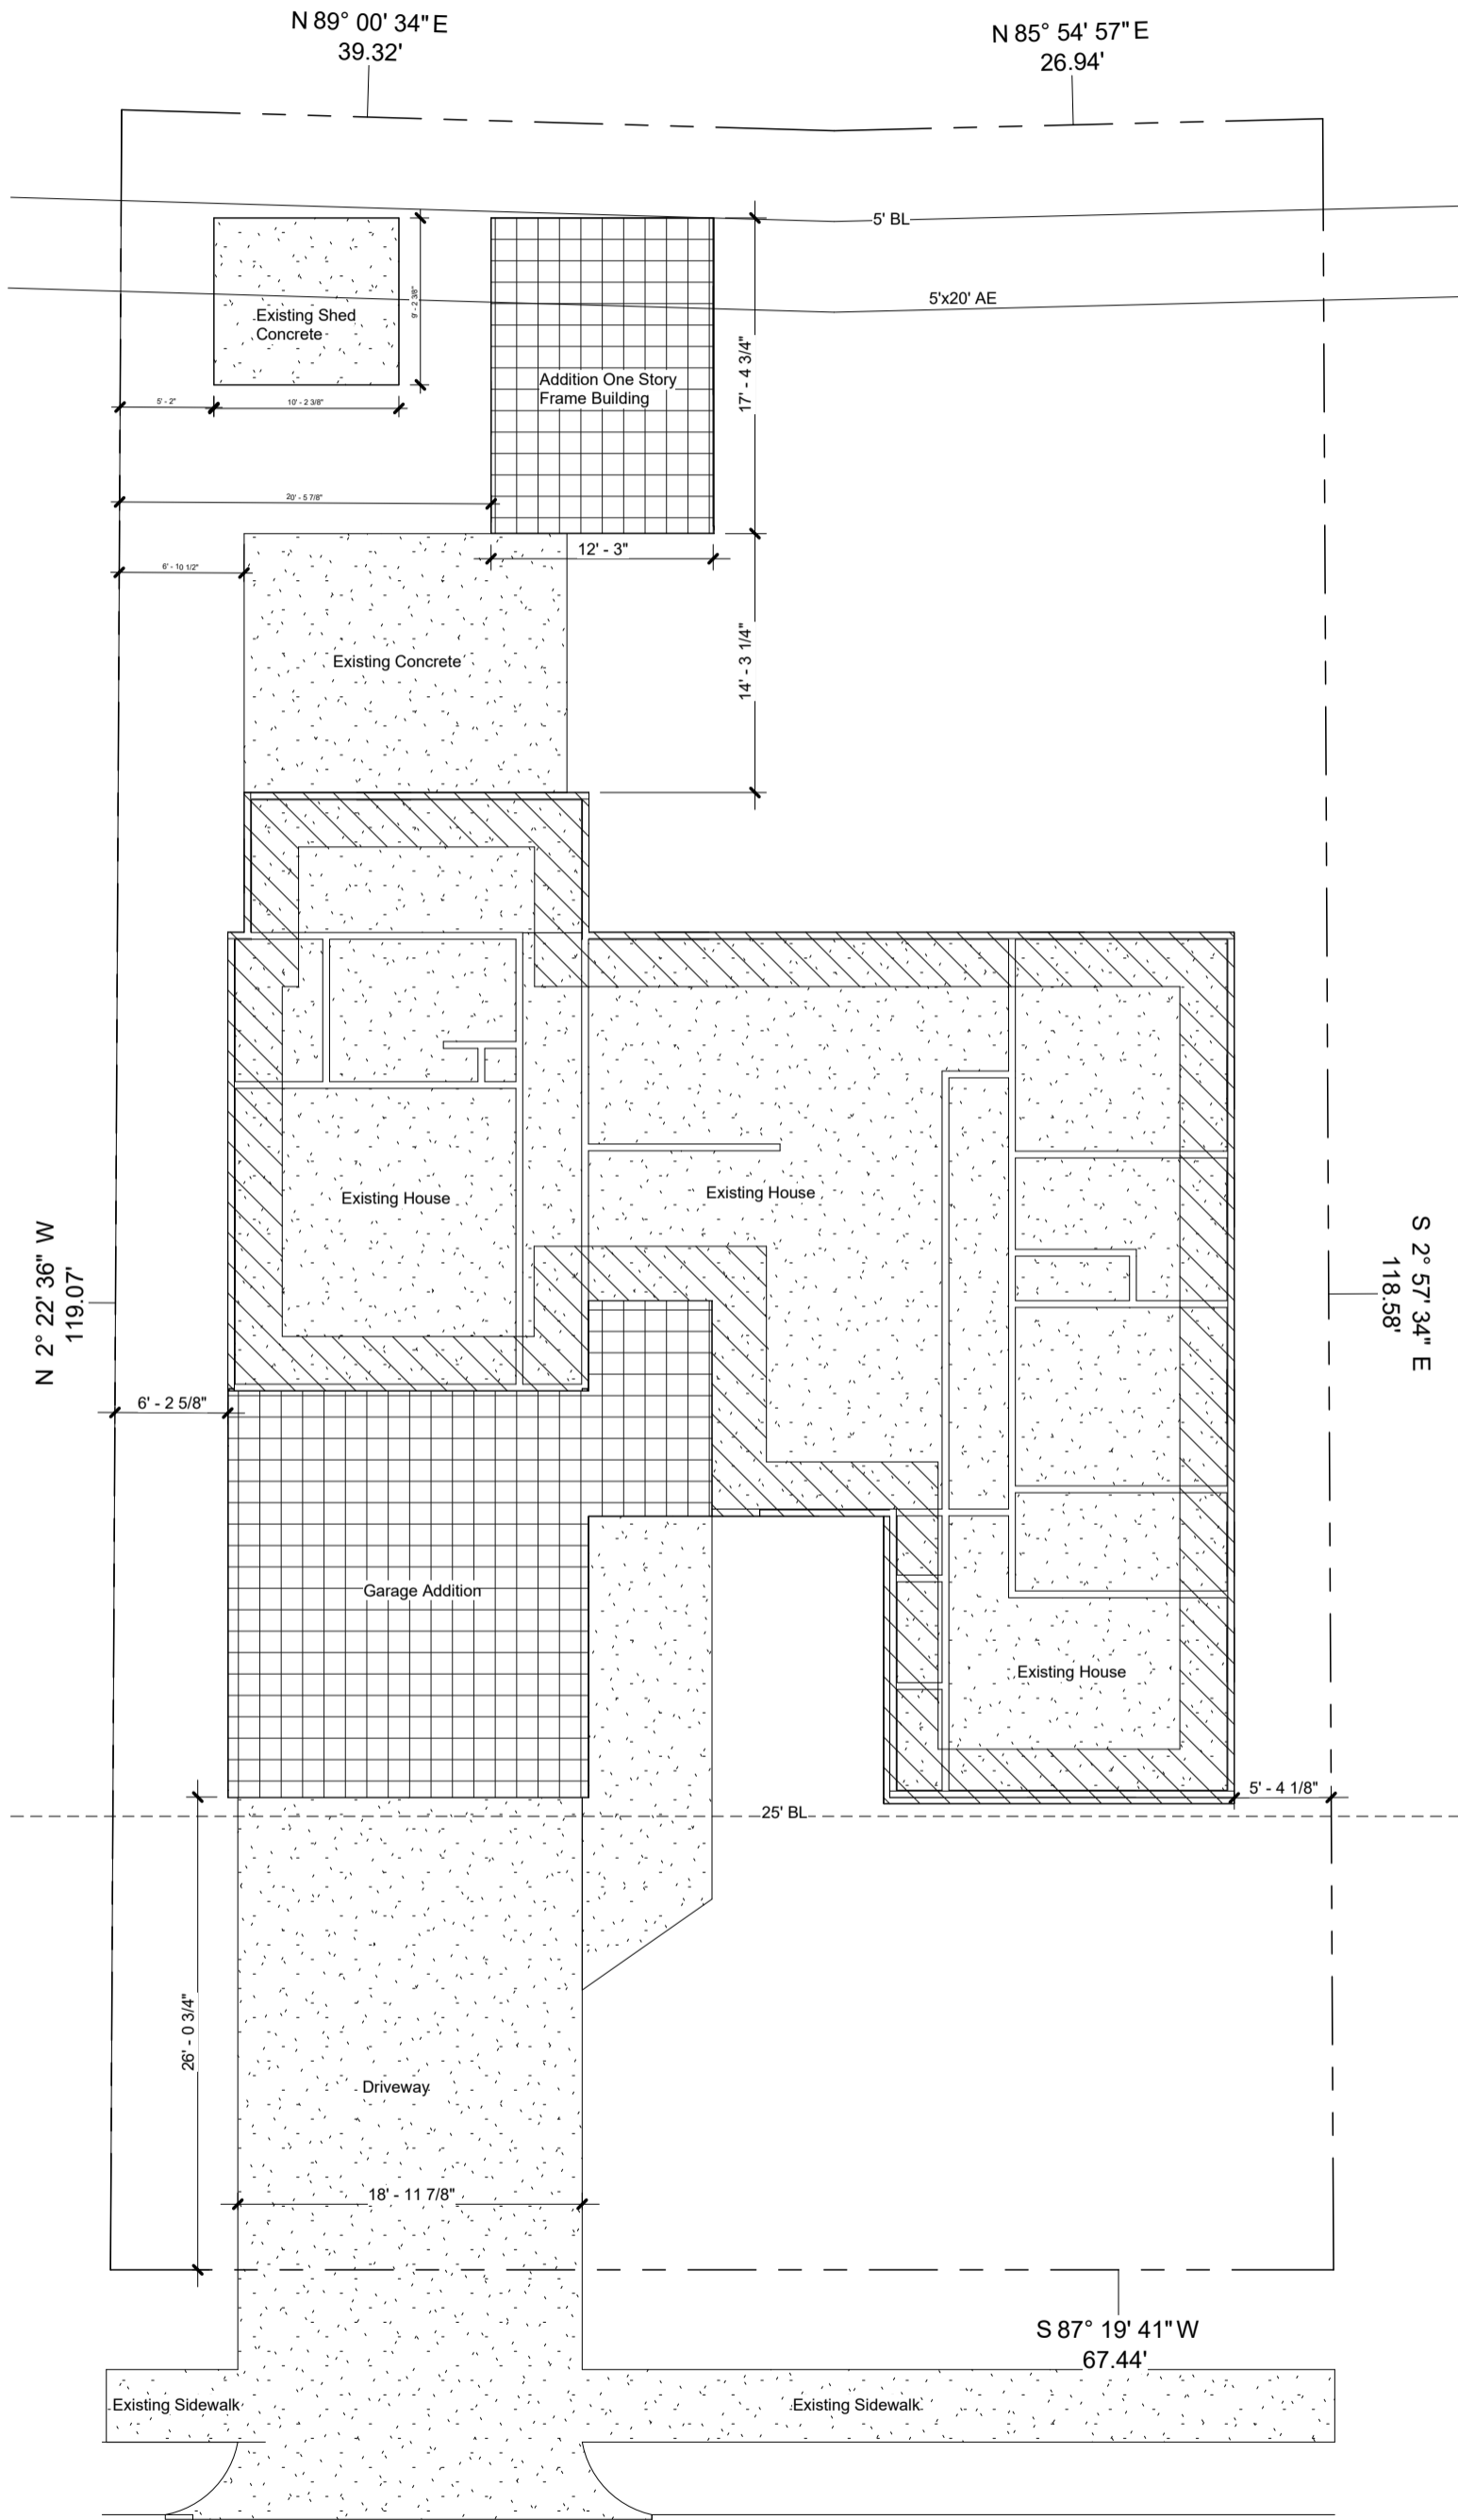 N 89° 00' 34" E
39.32'
N 85° 54' 57" E
26.94'
5' BL
5'x20' AE
Existing Shed
Concrete
9' - 2 3/8"
5' - 2"
10' - 2 3/8"
Addition One Story
Frame Building
17' - 4 3/4"
20' - 5 7/8"
12' - 3"
6' - 10 1/2"
14' - 3 1/4"
Existing Concrete
Existing House
Existing House
N 2° 22' 36" W
119.07'
S 2° 57' 34" E
118.58'
6' - 2 5/8"
Garage Addition
Existing House
5' - 4 1/8"
25' BL
26' - 0 3/4"
Driveway
18' - 11 7/8"
S 87° 19' 41" W
67.44'
Existing Sidewalk
Existing Sidewalk